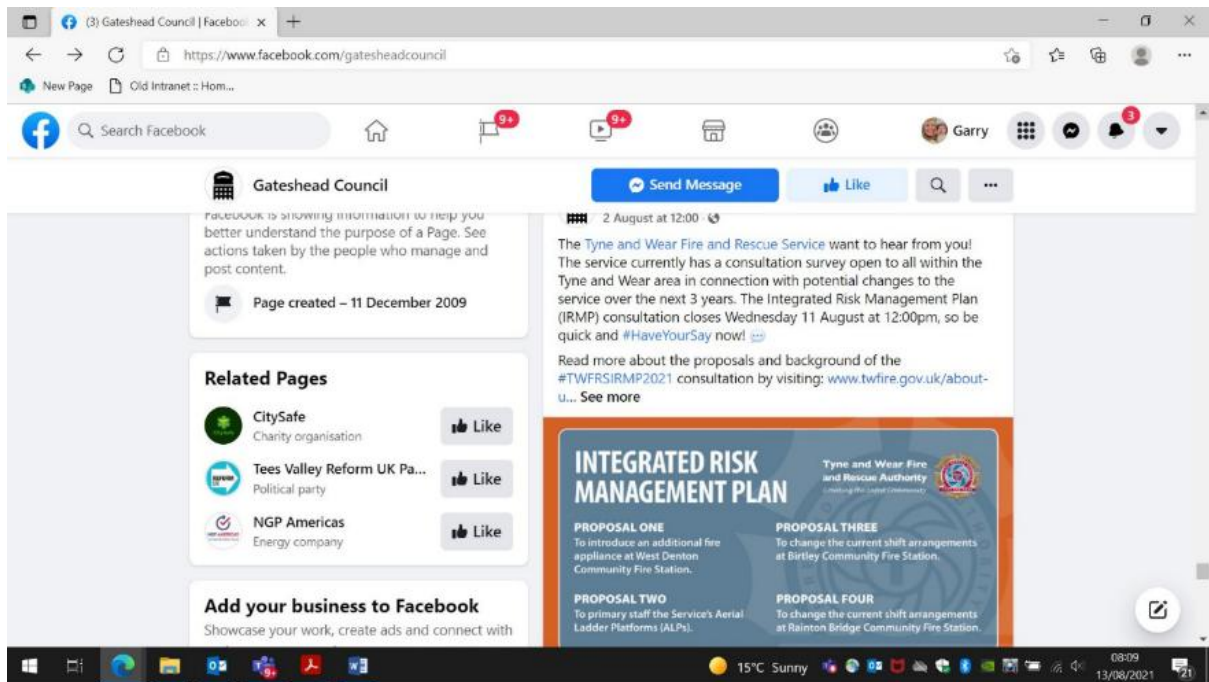 (3) Gateshead Council | Faceboo
https://www.facebook.com/gatesheadcouncil
New Page
Old Intranet :: Hom...
Search Facebook
9+
9+
Garry
3
Gateshead Council
Send Message
Like
Facebook is showing information to help you
better understand the purpose of a Page. See
actions taken by the people who manage and
post content.
Page created – 11 December 2009
Related Pages
CitySafe
Charity organisation
Like
Tees Valley Reform UK Pa...
Political party
Like
NGP Americas
Energy company
Like
Add your business to Facebook
Showcase your work, create ads and connect with
2 August at 12:00 ·
The Tyne and Wear Fire and Rescue Service want to hear from you!
The service currently has a consultation survey open to all within the
Tyne and Wear area in connection with potential changes to the
service over the next 3 years. The Integrated Risk Management Plan
(IRMP) consultation closes Wednesday 11 August at 12:00pm, so be
quick and #HaveYourSay now!
Read more about the proposals and background of the
#TWFRSIRMP2021 consultation by visiting: www.twfire.gov.uk/about-
u... See more
INTEGRATED RISK
MANAGEMENT PLAN
Tyne and Wear Fire
and Rescue Authority
PROPOSAL ONE
To introduce an additional fire
appliance at West Denton
Community Fire Station.
PROPOSAL TWO
To primary staff the Service's Aerial
Ladder Platforms (ALPs).
PROPOSAL THREE
To change the current shift arrangements
at Birtley Community Fire Station.
PROPOSAL FOUR
To change the current shift arrangements
at Rainton Bridge Community Fire Station.
9+
15°C Sunny
08:09
13/08/2021
21